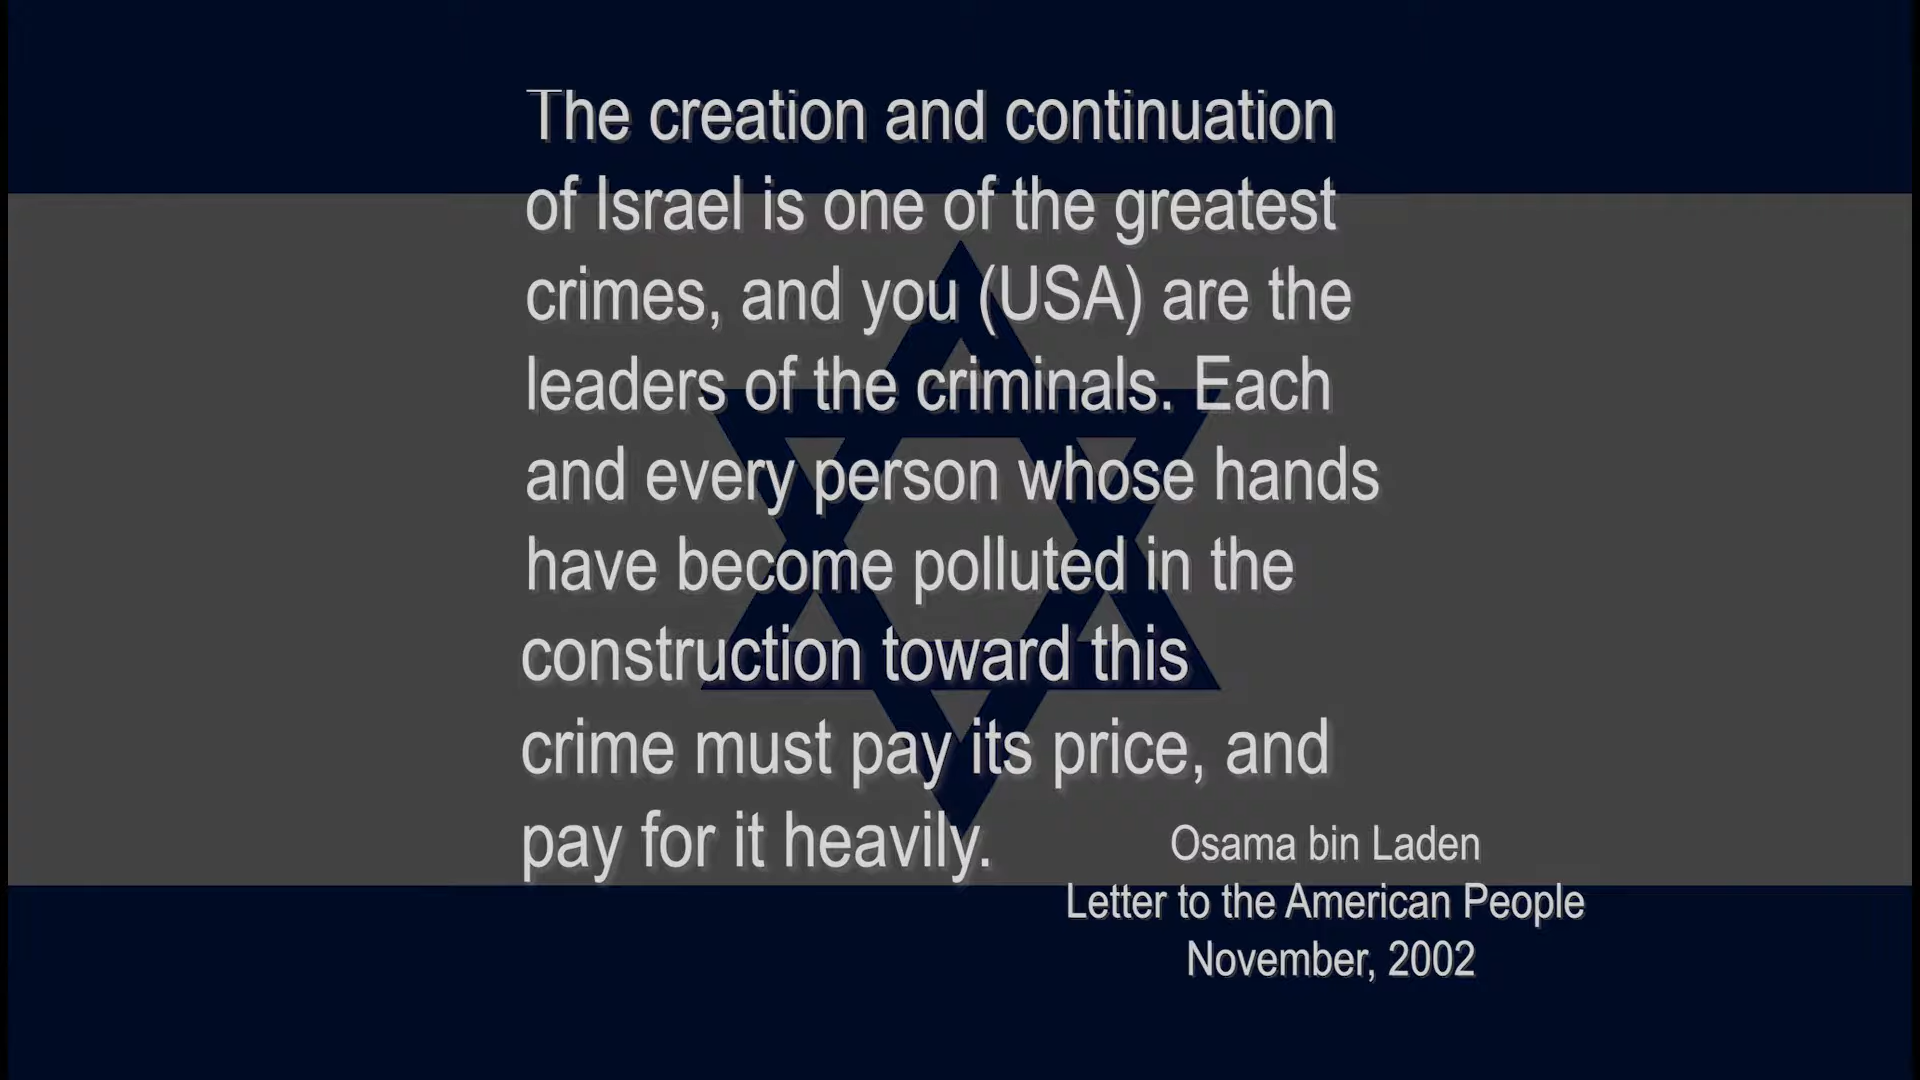 The creation and continuation
of Israel is one of the greatest
crimes, and you (USA) are the
leaders of the criminals. Each
and every person whose hands
have become polluted in the
construction toward this
crime must pay its price, and
pay for it heavily.
Osama bin Laden
Letter to the American People
November, 2002